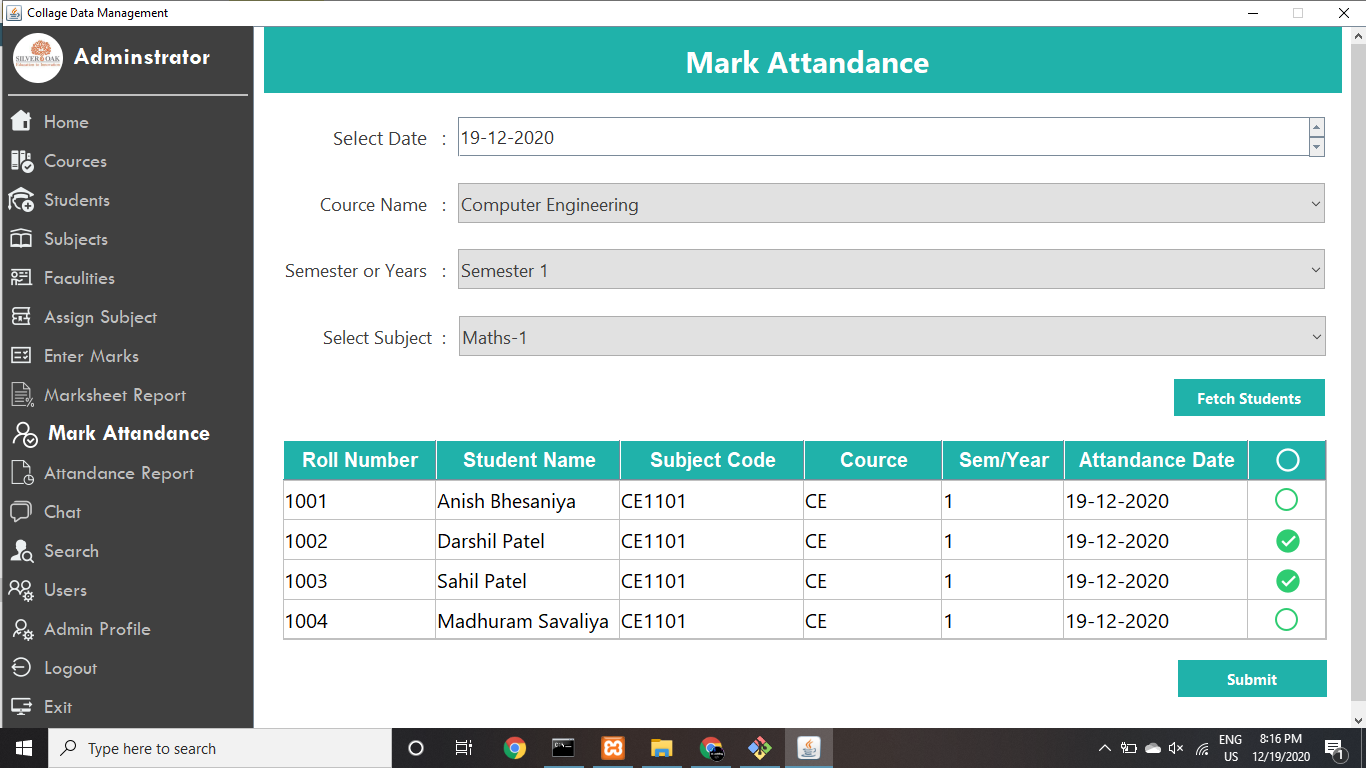 Collage Data Management
SILVER OAK
Adminstrator
Home
Cources
Students
Subjects
Faculities
Assign Subject
Enter Marks
Marksheet Report
Mark Attandance
Attandance Report
Chat
Search
Users
Admin Profile
Logout
Exit
Mark Attandance
Select Date : 19-12-2020
Cource Name : Computer Engineering
Semester or Years : Semester 1
Select Subject : Maths-1
Fetch Students
Roll Number Student Name Subject Code Cource Sem/Year Attandance Date
1001 Anish Bhesaniya CE1101 CE 1 19-12-2020
1002 Darshil Patel CE1101 CE 1 19-12-2020
1003 Sahil Patel CE1101 CE 1 19-12-2020
1004 Madhuram Savaliya CE1101 CE 1 19-12-2020
Submit
Type here to search
ENG
US
8:16 PM
12/19/2020
1